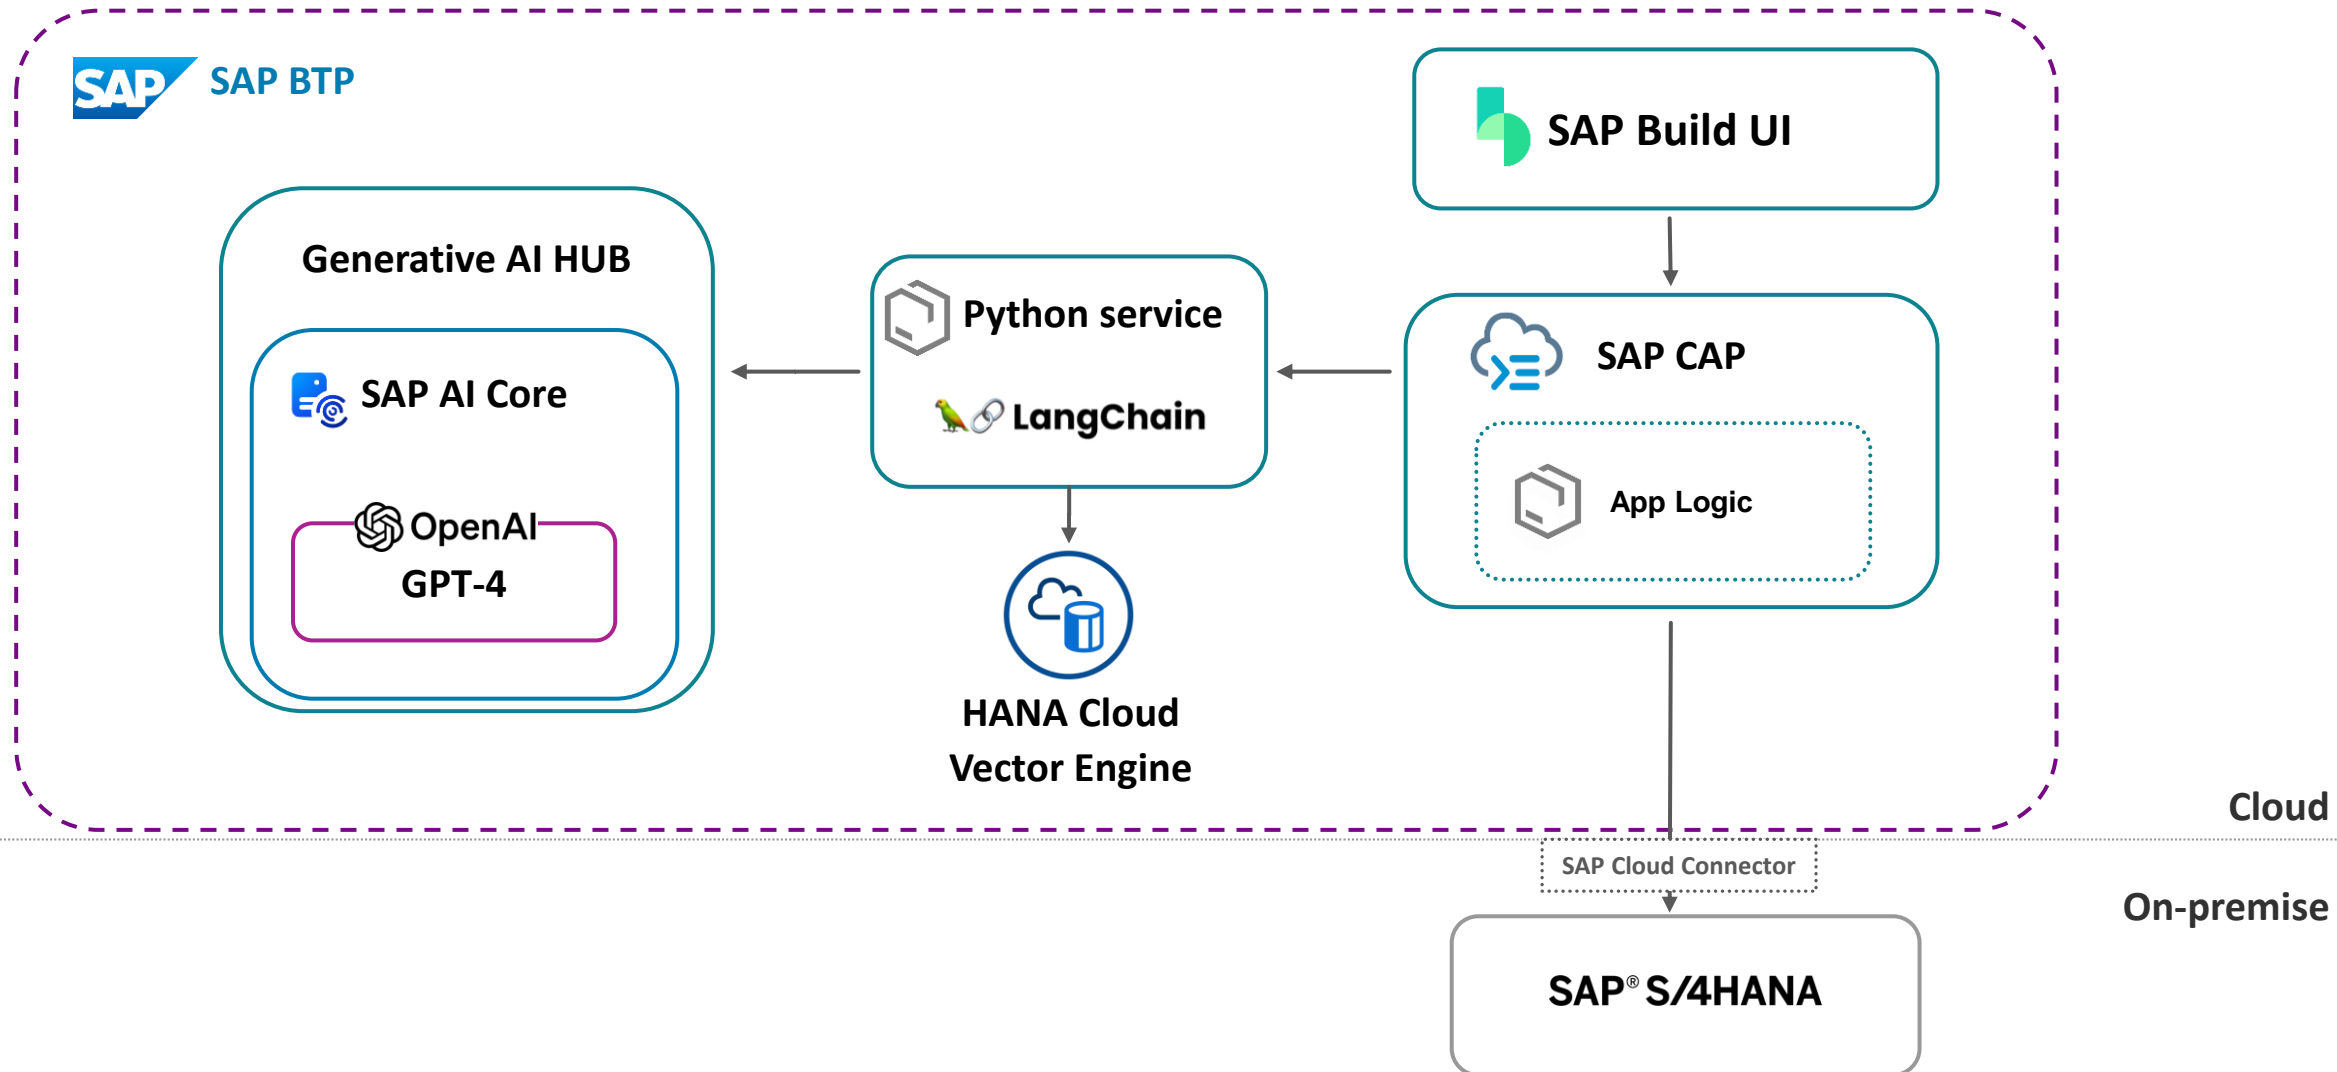 SAP
SAP BTP
SAP Build UI
Generative AI HUB
Python service
SAP CAP
SAP AI Core
LangChain
App Logic
OpenAI
GPT-4
HANA Cloud
Vector Engine
Cloud
SAP Cloud Connector
On-premise
SAP® S/4HANA